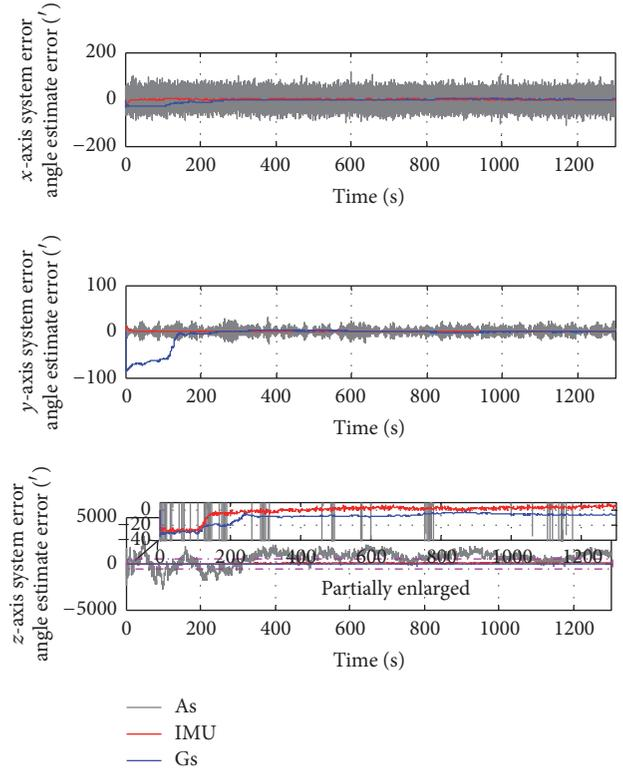 x-axis system error
angle estimate error (′)
200
0
−200
0 200 400 600 800 1000 1200
Time (s)
y-axis system error
angle estimate error (′)
100
0
−100
0 200 400 600 800 1000 1200
Time (s)
z-axis system error
angle estimate error (′)
5000
0
−5000
0
−20
−40
0 200 400 600 800 1000 1200
Partially enlarged
0 200 400 600 800 1000 1200
Time (s)
As
IMU
Gs